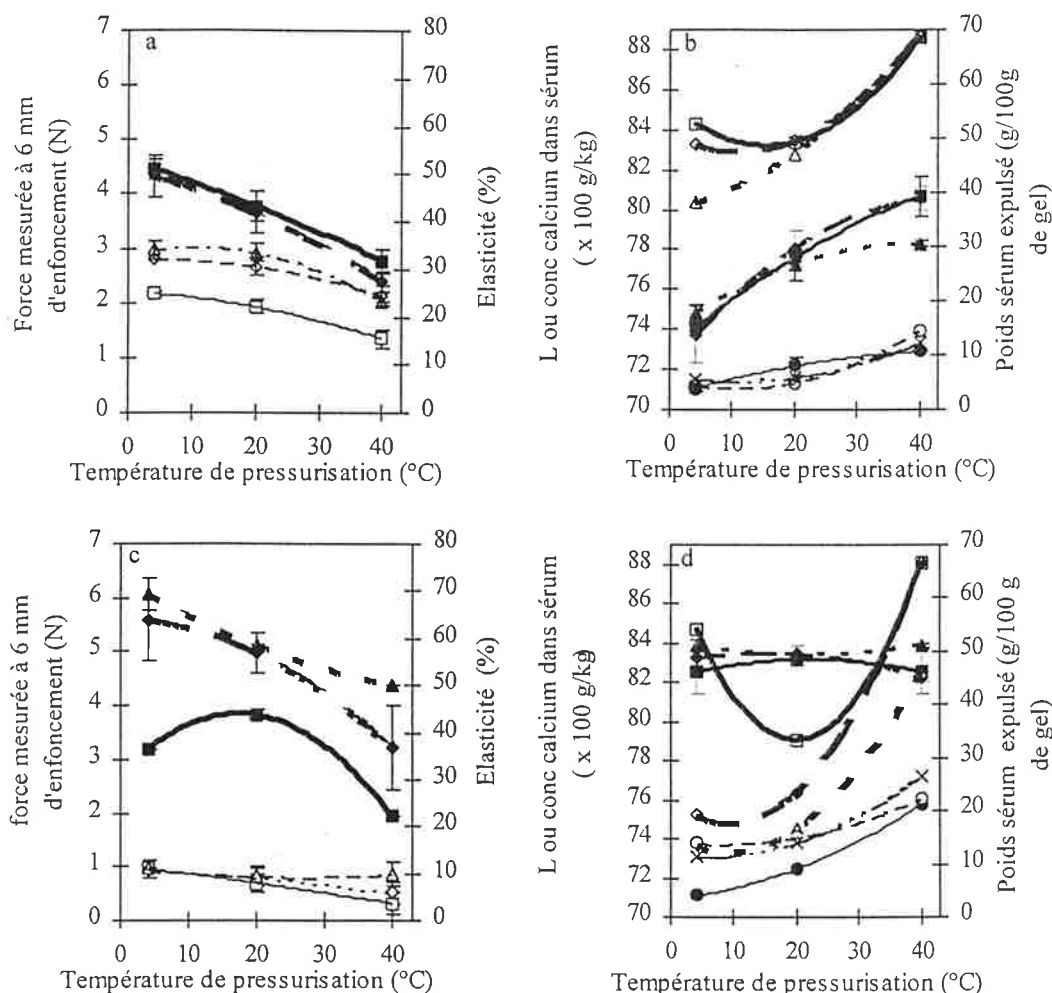 a
7
6
5
4
3
2
1
0
Force mesurée à 6 mm
d'enfoncement (N)
80
70
60
50
40
30
20
10
0
Elasticité (%)
0 10 20 30 40
Température de pressurisation (°C)
b
88
86
84
82
80
78
76
74
72
70
L ou conc calcium dans sérum
( x 100 g/kg)
70
60
50
40
30
20
10
0
Poids sérum expulsé (g/100g
de gel)
0 10 20 30 40
Température de pressurisation (°C)
c
7
6
5
4
3
2
1
0
force mesurée à 6 mm
d'enfoncement (N)
80
70
60
50
40
30
20
10
0
Elasticité (%)
0 10 20 30 40
Température de pressurisation (°C)
d
88
86
84
82
80
78
76
74
72
70
L ou conc calcium dans sérum
( x 100 g/kg)
70
60
50
40
30
20
10
0
Poids sérum expulsé (g/100 g
de gel)
0 10 20 30 40
Température de pressurisation (°C)